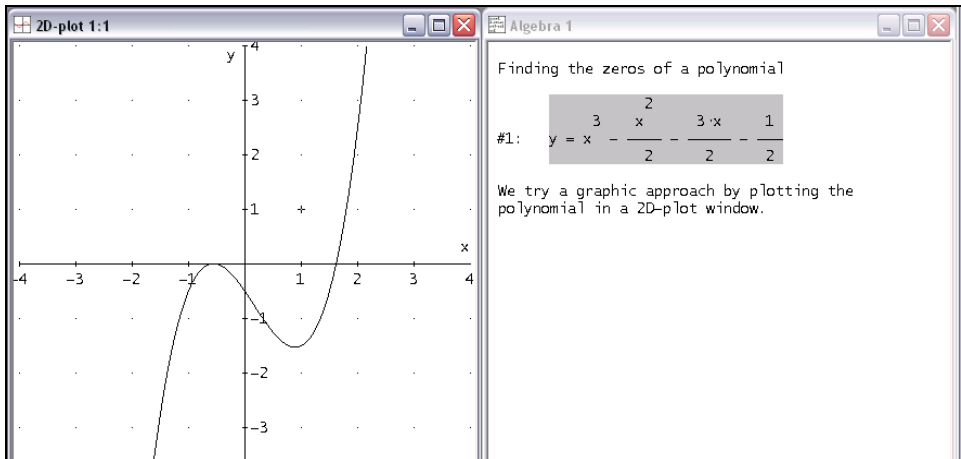 2D-plot 1:1
y
4
3
2
1
x
-4 -3 -2 -1 1 2 3 4
-1
-2
-3
Algebra 1
Finding the zeros of a polynomial
2
3 x 3·x 1
#1: y = x - — - — - —
2 2 2
We try a graphic approach by plotting the
polynomial in a 2D-plot window.